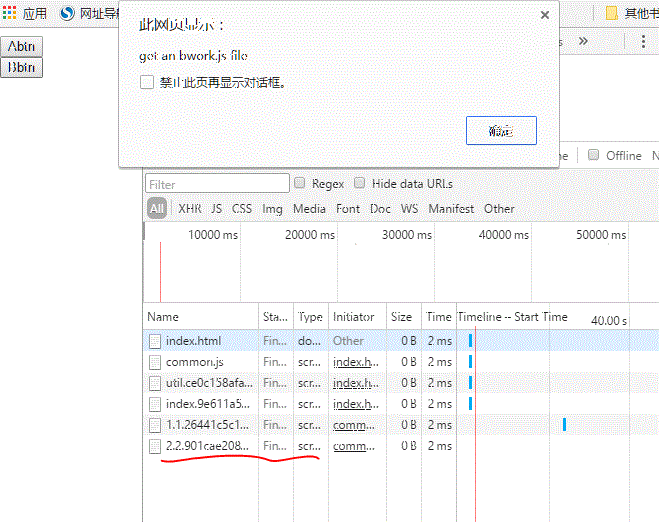 应用 网址导航 其他书
此网页显示：
get an bwork.js file
禁止此页再显示对话框。
确定
Abtn
Bbtn
Offline
Filter Regex Hide data URLs
All XHR JS CSS Img Media Font Doc WS Manifest Other
10000 ms 20000 ms 30000 ms 40000 ms 50000 ms
Name Sta... Type Initiator Size Time Timeline – Start Time 40.00 s
index.html Fin... do... Other 0 B 2 ms
common.js Fin... scr... index.h... 0 B 2 ms
util.ce0c158afa... Fin... scr... index.h... 0 B 2 ms
index.9e611a5... Fin... scr... index.h... 0 B 2 ms
1.1.26441c5c1... Fin... scr... comm... 0 B 2 ms
2.2.901cae208... Fin... scr... comm... 0 B 2 ms